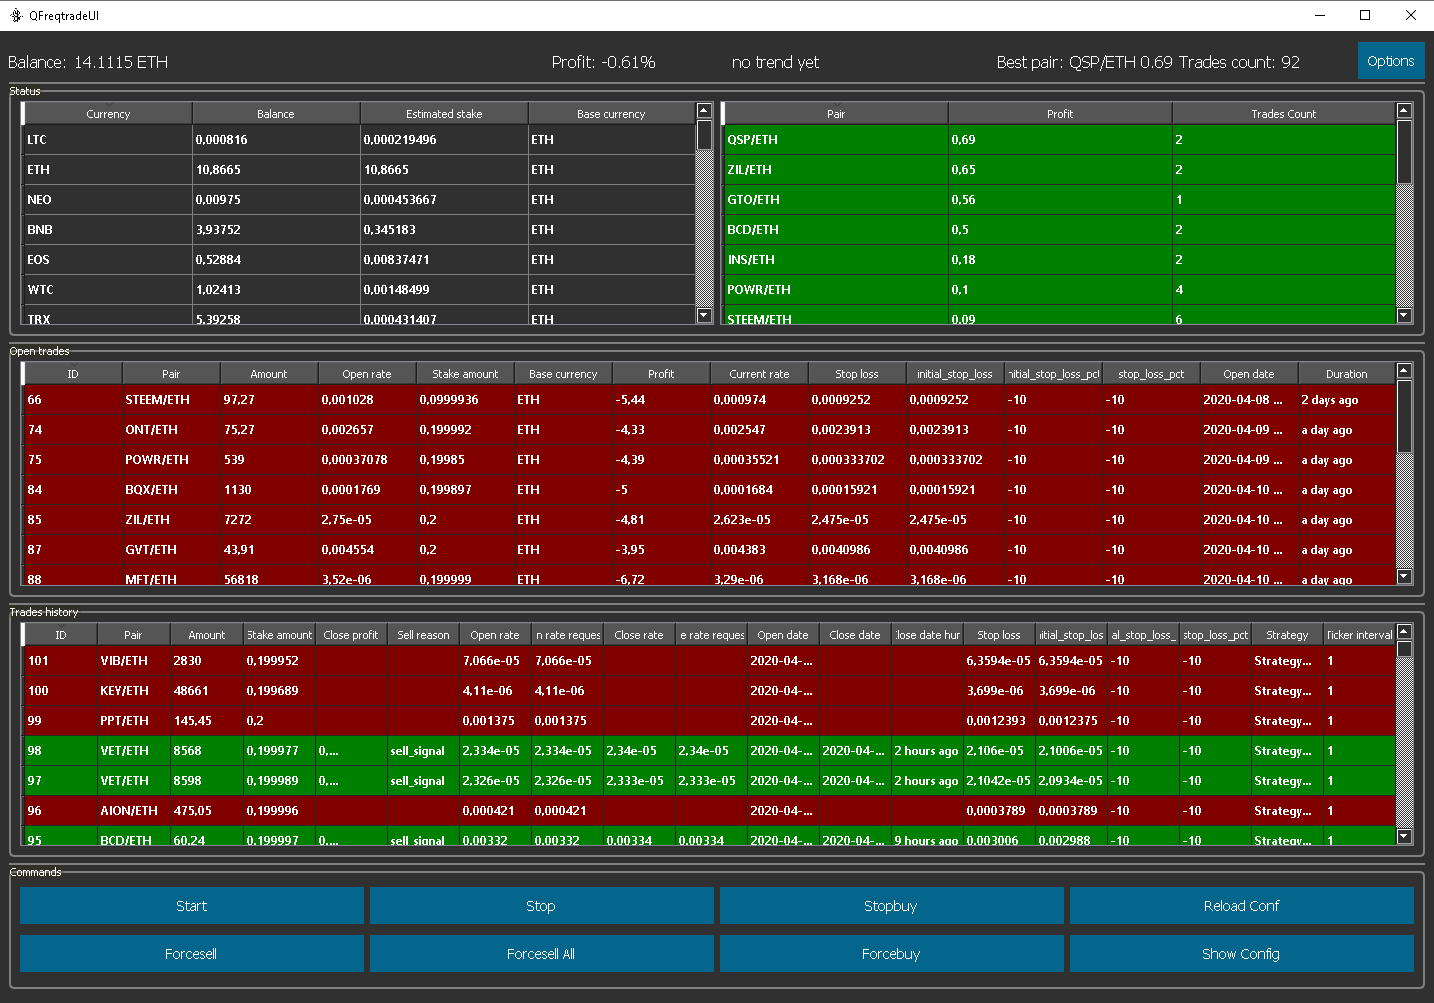 QFreqtradeUI
Balance: 14.1115 ETH Profit: -0.61% no trend yet Best pair: QSP/ETH 0.69 Trades count: 92 Options
Status
Currency Balance Estimated stake Base currency Pair Profit Trades Count
LTC 0,000816 0,000219496 ETH QSP/ETH 0,69 2
ETH 10,8665 10,8665 ETH ZIL/ETH 0,65 2
NEO 0,00975 0,000453667 ETH GTO/ETH 0,56 1
BNB 3,93752 0,345183 ETH BCD/ETH 0,5 2
EOS 0,52884 0,00837471 ETH INS/ETH 0,18 2
WTC 1,02413 0,00148499 ETH POWR/ETH 0,1 4
TRX 5,39258 0,000431407 ETH STEEM/ETH 0,09 6
Open trades
ID Pair Amount Open rate Stake amount Base currency Profit Current rate Stop loss initial_stop_loss initial_stop_loss_pct stop_loss_pct Open date Duration
66 STEEM/ETH 97,27 0,001028 0,0999936 ETH -5,44 0,000974 0,0009252 0,0009252 -10 -10 2020-04-08 ... 2 days ago
74 ONT/ETH 75,27 0,002657 0,199992 ETH -4,33 0,002547 0,0023913 0,0023913 -10 -10 2020-04-09 ... a day ago
75 POWR/ETH 539 0,00037078 0,19985 ETH -4,39 0,00035521 0,000333702 0,000333702 -10 -10 2020-04-09 ... a day ago
84 BQX/ETH 1130 0,0001769 0,199897 ETH -5 0,0001684 0,00015921 0,00015921 -10 -10 2020-04-10 ... a day ago
85 ZIL/ETH 7272 2,75e-05 0,2 ETH -4,81 2,623e-05 2,475e-05 2,475e-05 -10 -10 2020-04-10 ... a day ago
87 GVT/ETH 43,91 0,004554 0,2 ETH -3,95 0,004383 0,0040986 0,0040986 -10 -10 2020-04-10 ... a day ago
88 MFT/ETH 56818 3,52e-06 0,199999 ETH -6,72 3,29e-06 3,168e-06 3,168e-06 -10 -10 2020-04-10 ... a day ago
Trades history
ID Pair Amount Stake amount Close profit Sell reason Open rate n rate reques Close rate e rate reques Open date Close date Close date hur Stop loss iitial_stop_los al_stop_loss_ stop_loss_pct Strategy Ticker interval
101 VIB/ETH 2830 0,199952 7,066e-05 7,066e-05 2020-04-... 6,3594e-05 6,3594e-05 -10 -10 Strategy... 1
100 KEY/ETH 48661 0,199689 4,11e-06 4,11e-06 2020-04-... 3,699e-06 3,699e-06 -10 -10 Strategy... 1
99 PPT/ETH 145,45 0,2 0,001375 0,001375 2020-04-... 0,0012393 0,0012375 -10 -10 Strategy... 1
98 VET/ETH 8568 0,199977 0,... sell_signal 2,334e-05 2,334e-05 2,34e-05 2,34e-05 2020-04-... 2020-04-... 2 hours ago 2,106e-05 2,1006e-05 -10 -10 Strategy... 1
97 VET/ETH 8598 0,199989 0,... sell_signal 2,326e-05 2,326e-05 2,333e-05 2,333e-05 2020-04-... 2020-04-... 2 hours ago 2,1042e-05 2,0934e-05 -10 -10 Strategy... 1
96 AION/ETH 475,05 0,199996 0,000421 0,000421 2020-04-... 0,0003789 0,0003789 -10 -10 Strategy... 1
95 BCD/ETH 60,24 0,199997 0,... sell_signal 0,00332 0,00332 0,00334 0,00334 2020-04-... 2020-04-... 9 hours ago 0,003006 0,002988 -10 -10 Strategy... 1
Commands
Start Stop Stopbuy Reload Conf
Forcesell Forcesell All Forcebuy Show Config